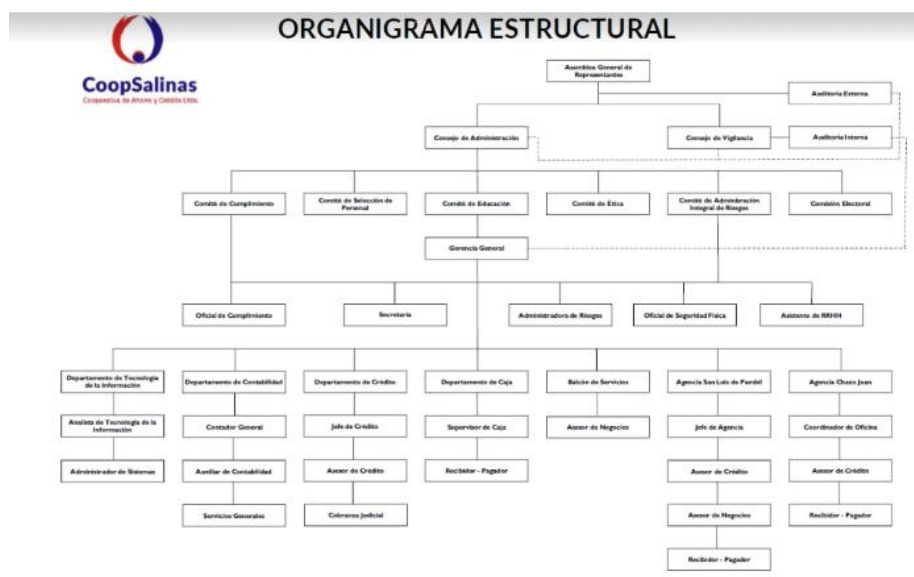 ORGANIGRAMA ESTRUCTURAL
CoopSalinas
Cooperativa de Ahorro y Crédito Ltda.
Asamblea General de
Representantes
Auditoría Externa
Consejo de Administración
Consejo de Vigilancia
Auditoría Interna
Comité de Cumplimiento
Comité de Selección de
Personal
Comité de Educación
Comité de Ética
Comité de Administración
Integral de Riesgos
Comisión Electoral
Gerencia General
Oficial de Cumplimiento
Secretaría
Administradora de Riesgos
Oficial de Seguridad Física
Asistente de RRHH
Departamento de Tecnología
de la Información
Departamento de Contabilidad
Departamento de Crédito
Departamento de Caja
Balcón de Servicios
Agencia San Luis de Pambil
Agencia Chazo Juan
Analista de Tecnología de la
Información
Contador General
Jefe de Crédito
Supervisor de Caja
Asesor de Negocios
Jefe de Agencia
Coordinador de Oficina
Administrador de Sistemas
Auxiliar de Contabilidad
Asesor de Crédito
Recibidor - Pagador
Asesor de Crédito
Asesor de Crédito
Servicios Generales
Cobranza Judicial
Asesor de Negocios
Recibidor - Pagador
Recibidor - Pagador